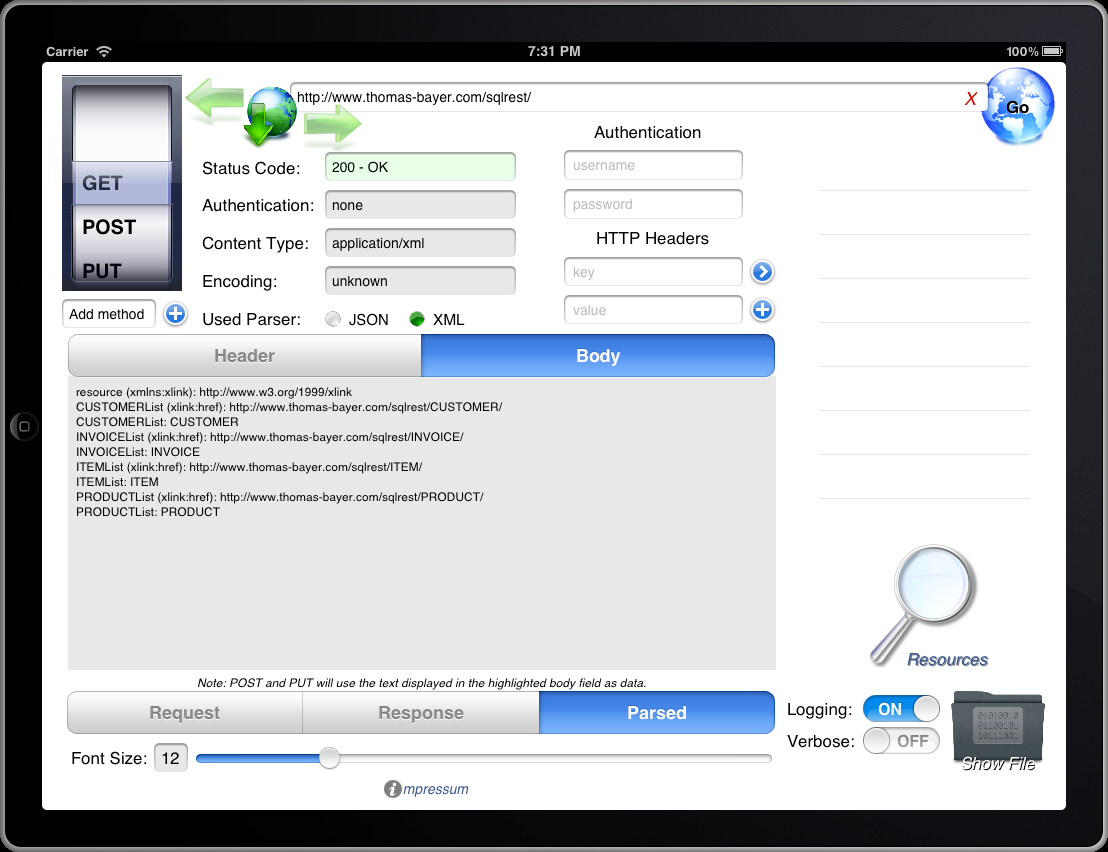 Carrier
7:31 PM
100%
http://www.thomas-bayer.com/sqlrest/
X
Go
GET
POST
PUT
Add method
Status Code:
200 - OK
Authentication:
none
Content Type:
application/xml
Encoding:
unknown
Used Parser:
JSON
XML
Authentication
username
password
HTTP Headers
key
value
Header
Body
resource (xmlns:xlink): http://www.w3.org/1999/xlink
CUSTOMERList (xlink:href): http://www.thomas-bayer.com/sqlrest/CUSTOMER/
CUSTOMERList: CUSTOMER
INVOICEList (xlink:href): http://www.thomas-bayer.com/sqlrest/INVOICE/
INVOICEList: INVOICE
ITEMList (xlink:href): http://www.thomas-bayer.com/sqlrest/ITEM/
ITEMList: ITEM
PRODUCTList (xlink:href): http://www.thomas-bayer.com/sqlrest/PRODUCT/
PRODUCTList: PRODUCT
Resources
Note: POST and PUT will use the text displayed in the highlighted body field as data.
Request
Response
Parsed
Logging:
ON
Verbose:
OFF
01010010
01100101
10111001
Show File
Font Size:
12
impressum